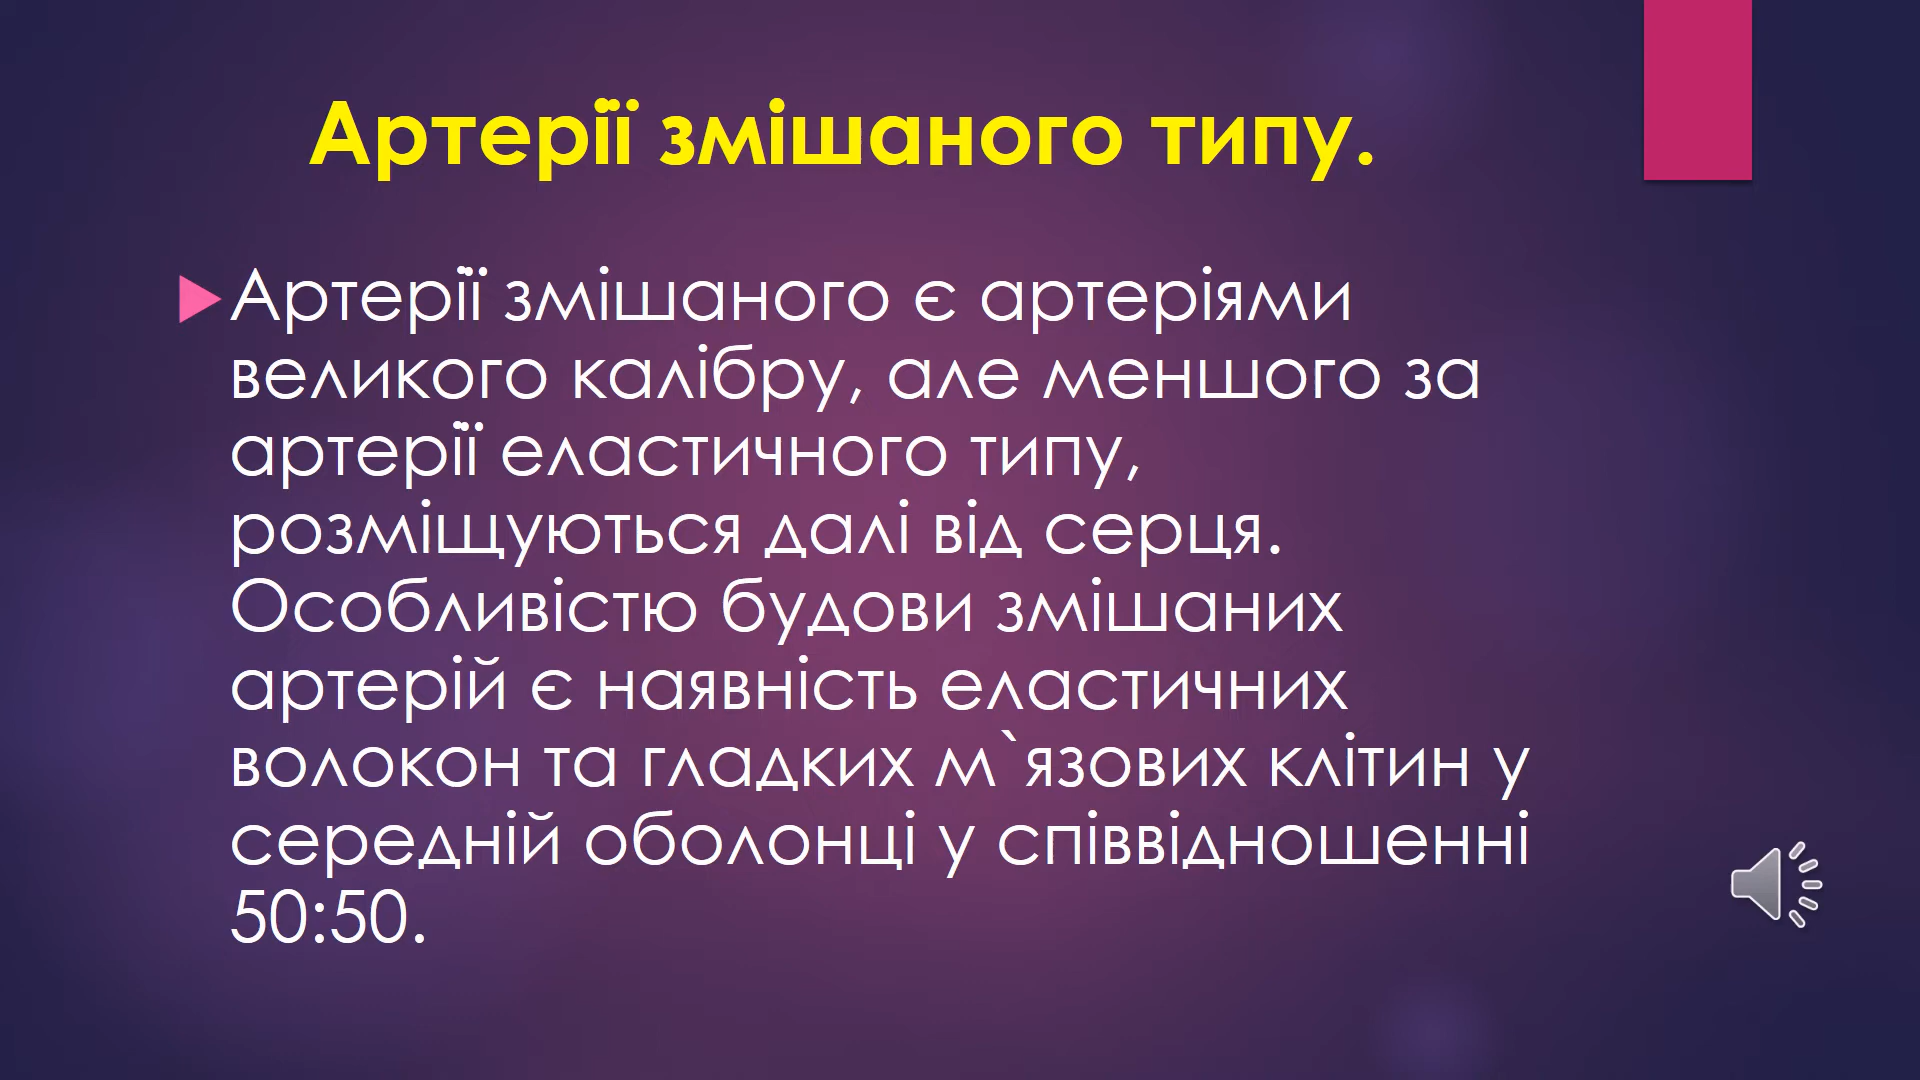 Артерії змішаного типу.
Артерії змішаного є артеріями
великого калібру, але меншого за
артерії еластичного типу,
розміщуються далі від серця.
Особливістю будови змішаних
артерій є наявність еластичних
волокон та гладких м`язових клітин у
середній оболонці у співвідношенні
50:50.